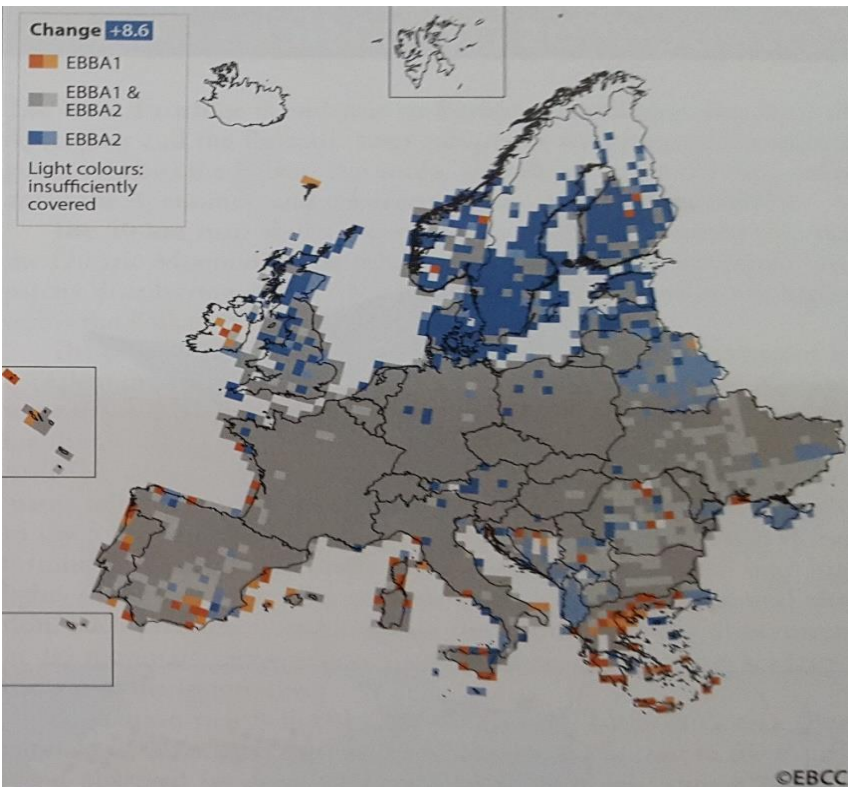 Change +8.6
EBBA1
EBBA1 &
EBBA2
EBBA2
Light colours:
insufficiently
covered
©EBCC